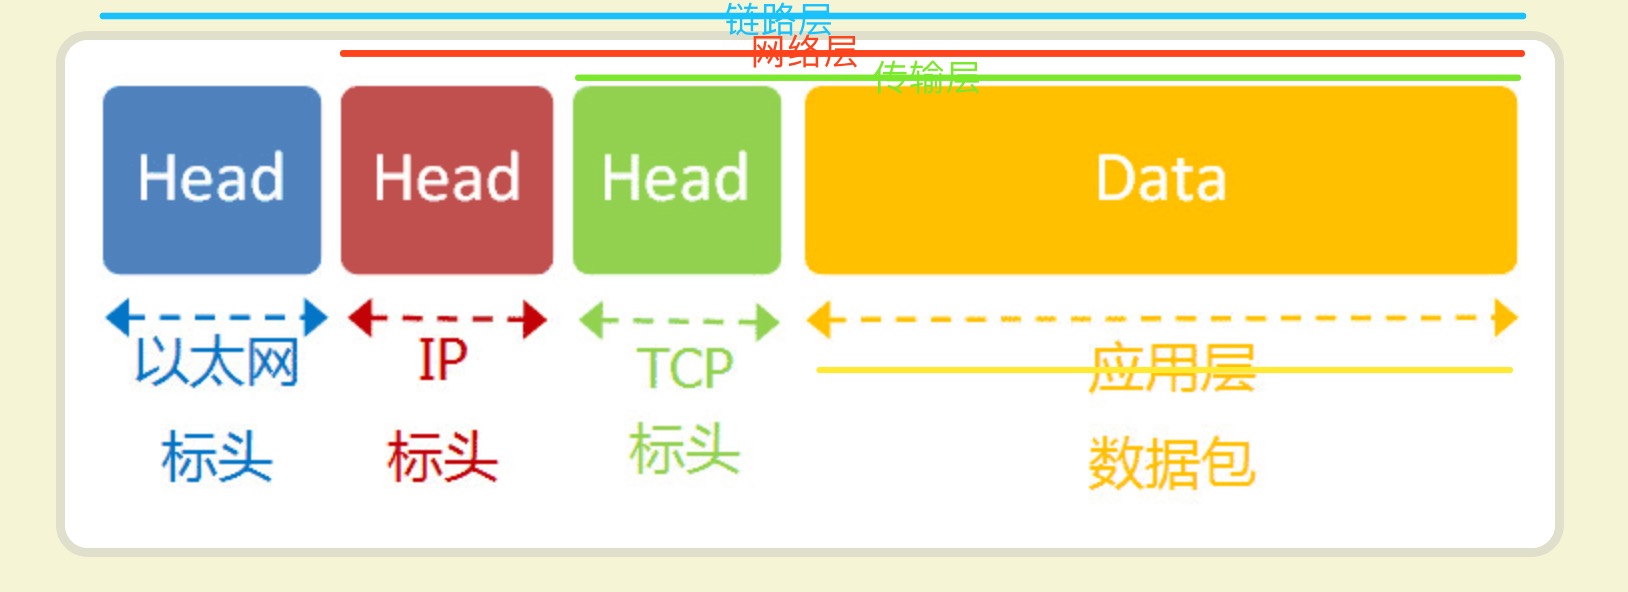 链路层
网络层
传输层
Head
Head
Head
Data
以太网
标头
IP
标头
TCP
标头
应用层
数据包